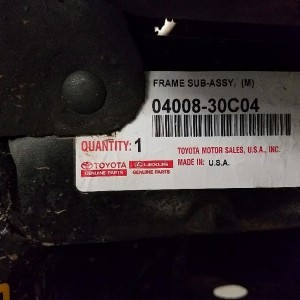 FRAME SUB-ASSY, (M)
04008-30C04
QUANTITY: 1
TOYOTA MOTOR SALES, U.S.A., INC.
TOYOTA LEXUS
GENUINE PARTS GENUINE PARTS
MADE IN U.S.A.